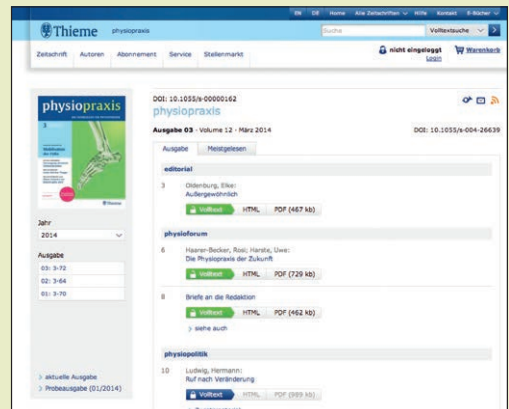 EN DE Home Alle Zeitschriften Hilfe Kontakt E-Bücher
Thieme physiopraxis
Suche Volltextsuche
Zeitschrift Autoren Abonnement Service Stellenmarkt
nicht eingeloggt Warenkorb
Login
physiopraxis
3
Thieme
Jahr
2014
Ausgabe
03: 3-72
02: 3-64
01: 3-70
> aktuelle Ausgabe
> Probeausgabe (01/2014)
DOI: 10.1055/s-00000162
physiopraxis
Ausgabe 03 · Volume 12 · März 2014 DOI: 10.1055/s-004-26639
Ausgabe Meistgelesen
editorial
3 Oldenburg, Elke:
Außergewöhnlich
Volltext HTML PDF (467 kb)
physioforum
6 Haarer-Becker, Rosi; Harste, Uwe:
Die Physiopraxis der Zukunft
Volltext HTML PDF (729 kb)
8 Briefe an die Redaktion
Volltext HTML PDF (462 kb)
> siehe auch
physiopolitik
10 Ludwig, Hermann:
Ruf nach Veränderung
Volltext HTML PDF (989 kb)